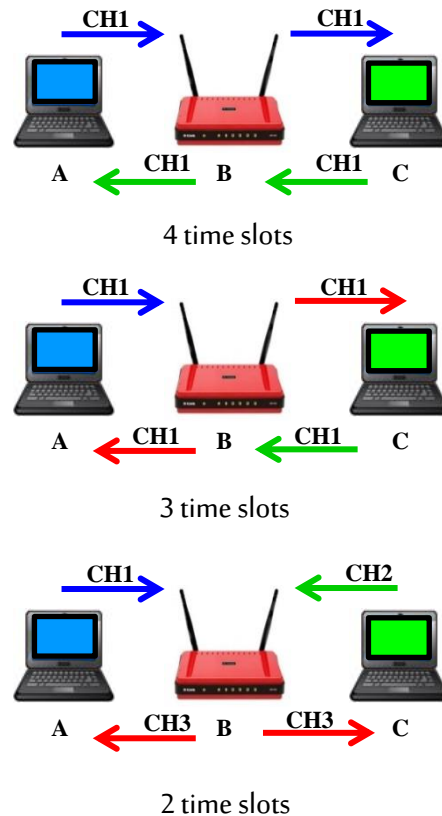 CH1 CH1
A CH1 B CH1 C
4 time slots
CH1 CH1
A CH1 B CH1 C
3 time slots
CH1 CH2
A CH3 B CH3 C
2 time slots